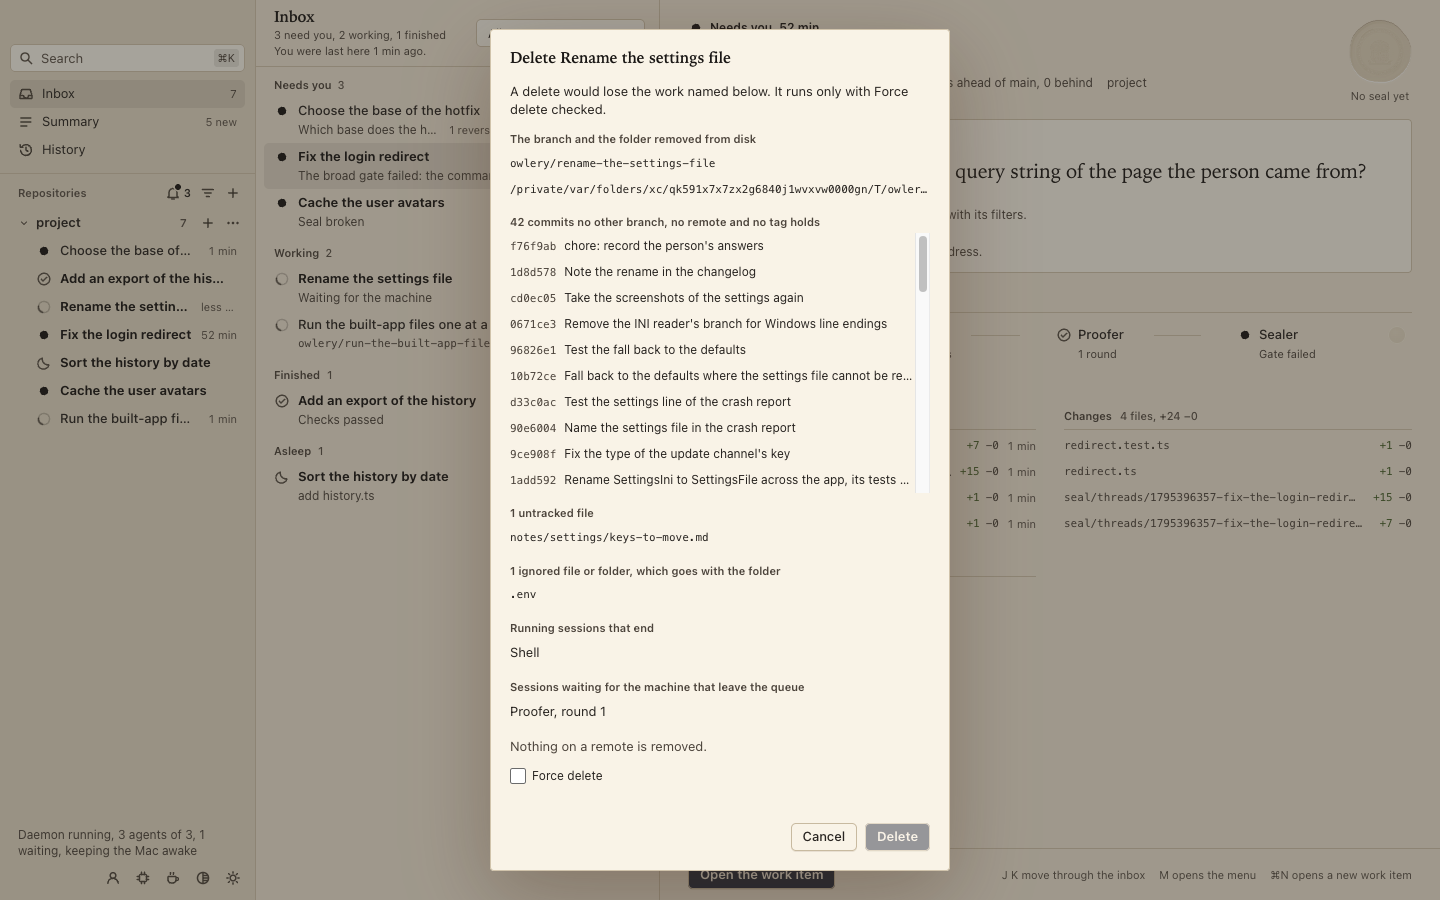 Search ⌘K
Inbox 7
Summary 5 new
History
Repositories 3
project 7
Choose the base of... 1 min
Add an export of the his...
Rename the settin... less ...
Fix the login redirect 52 min
Sort the history by date
Cache the user avatars
Run the built-app fi... 1 min
Daemon running, 3 agents of 3, 1
waiting, keeping the Mac awake
Inbox
3 need you, 2 working, 1 finished
You were last here 1 min ago.
Needs you 3
Choose the base of the hotfix
Which base does the h... 1 revers
Fix the login redirect
The broad gate failed: the comma
Cache the user avatars
Seal broken
Working 2
Rename the settings file
Waiting for the machine
Run the built-app files one at a
owlery/run-the-built-app-file
Finished 1
Add an export of the history
Checks passed
Asleep 1
Sort the history by date
add history.ts
Delete Rename the settings file
A delete would lose the work named below. It runs only with Force
delete checked.
The branch and the folder removed from disk
owlery/rename-the-settings-file
/private/var/folders/xc/qk591x7x7zx2g6840j1wvxvw0000gn/T/owler…
42 commits no other branch, no remote and no tag holds
f76f9ab chore: record the person's answers
1d8d578 Note the rename in the changelog
cd0ec05 Take the screenshots of the settings again
0671ce3 Remove the INI reader's branch for Windows line endings
96826e1 Test the fall back to the defaults
10b72ce Fall back to the defaults where the settings file cannot be re...
d33c0ac Test the settings line of the crash report
90e6004 Name the settings file in the crash report
9ce908f Fix the type of the update channel's key
1add592 Rename SettingsIni to SettingsFile across the app, its tests ...
1 untracked file
notes/settings/keys-to-move.md
1 ignored file or folder, which goes with the folder
.env
Running sessions that end
Shell
Sessions waiting for the machine that leave the queue
Proofer, round 1
Nothing on a remote is removed.
Force delete
Cancel Delete
Needs you, 52 min
s ahead of main, 0 behind project
No seal yet
query string of the page the person came from?
with its filters.
dress.
Proofer
1 round
Sealer
Gate failed
+7 −0 1 min
+15 −0 1 min
+1 −0 1 min
+1 −0 1 min
Changes 4 files, +24 −0
redirect.test.ts +1 −0
redirect.ts +1 −0
seal/threads/1795396357-fix-the-login-redir… +15 −0
seal/threads/1795396357-fix-the-login-redire… +7 −0
Open the work item
J K move through the inbox M opens the menu ⌘N opens a new work item